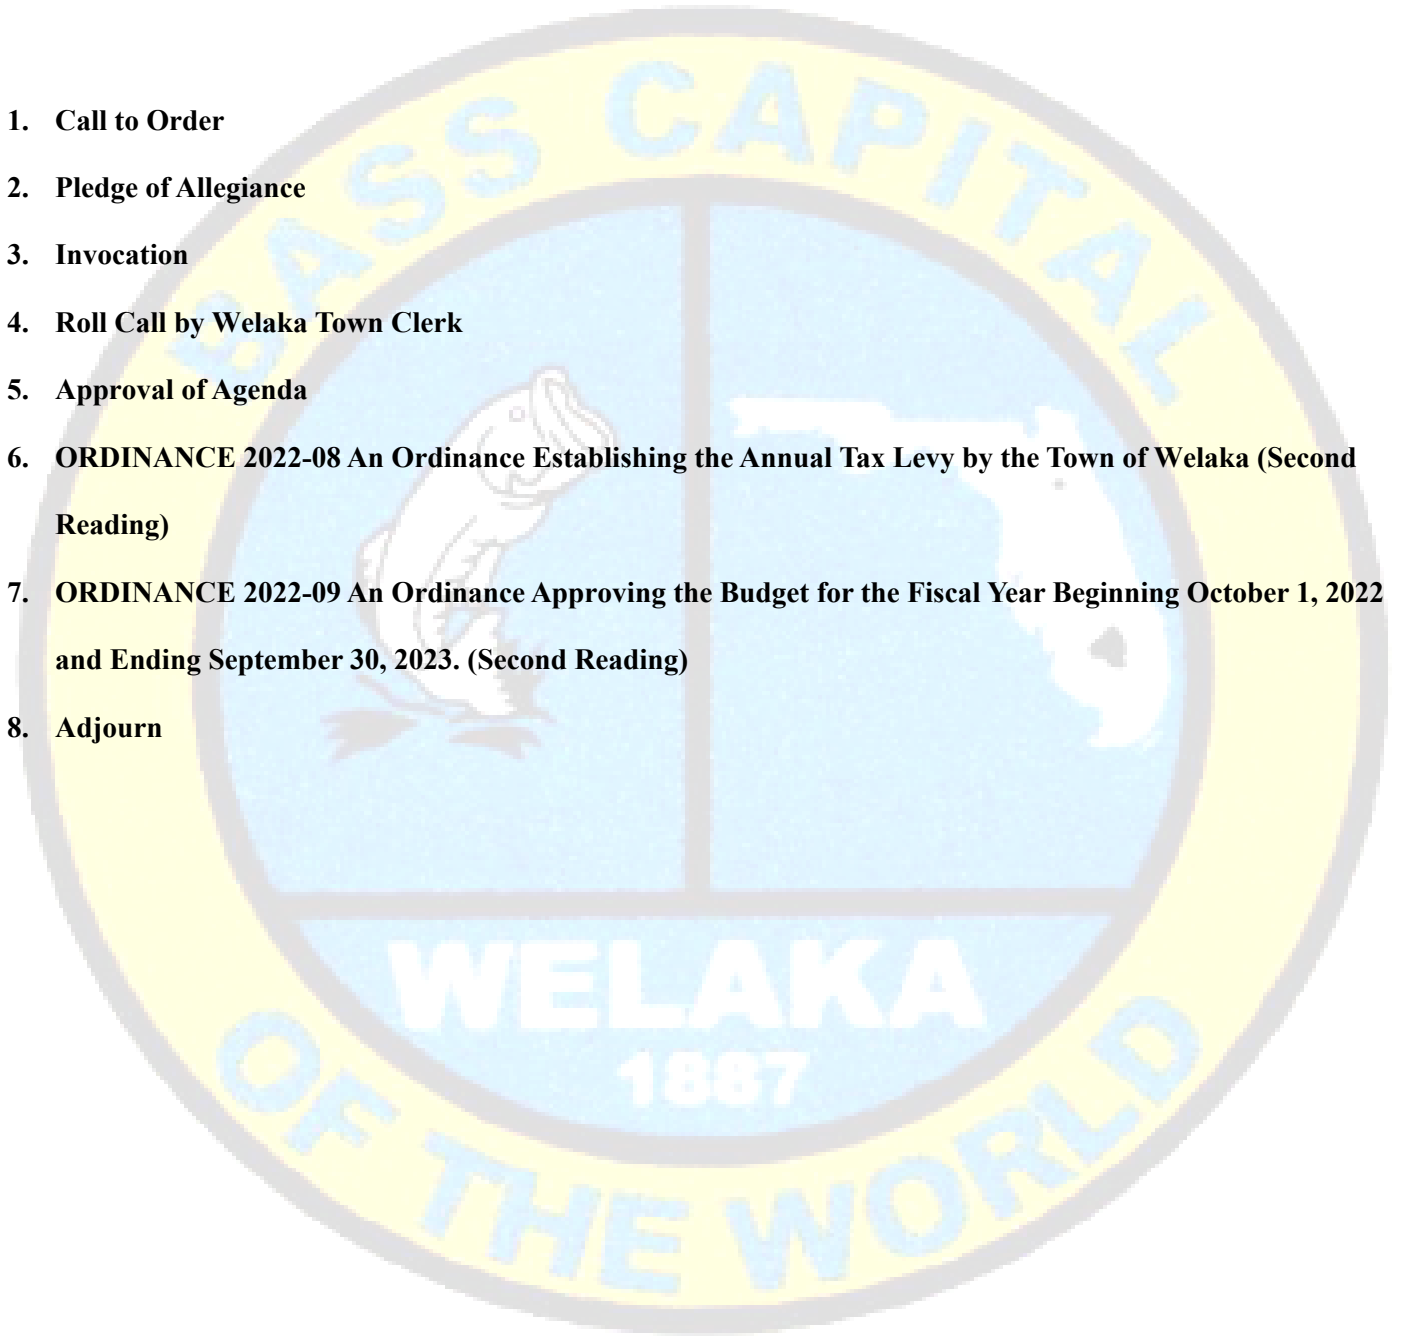 BASS CAPITAL
1. Call to Order
2. Pledge of Allegiance
3. Invocation
4. Roll Call by Welaka Town Clerk
5. Approval of Agenda
6. ORDINANCE 2022-08 An Ordinance Establishing the Annual Tax Levy by the Town of Welaka (Second
Reading)
7. ORDINANCE 2022-09 An Ordinance Approving the Budget for the Fiscal Year Beginning October 1, 2022
and Ending September 30, 2023. (Second Reading)
8. Adjourn
WELAKA
1887
OF THE WORLD